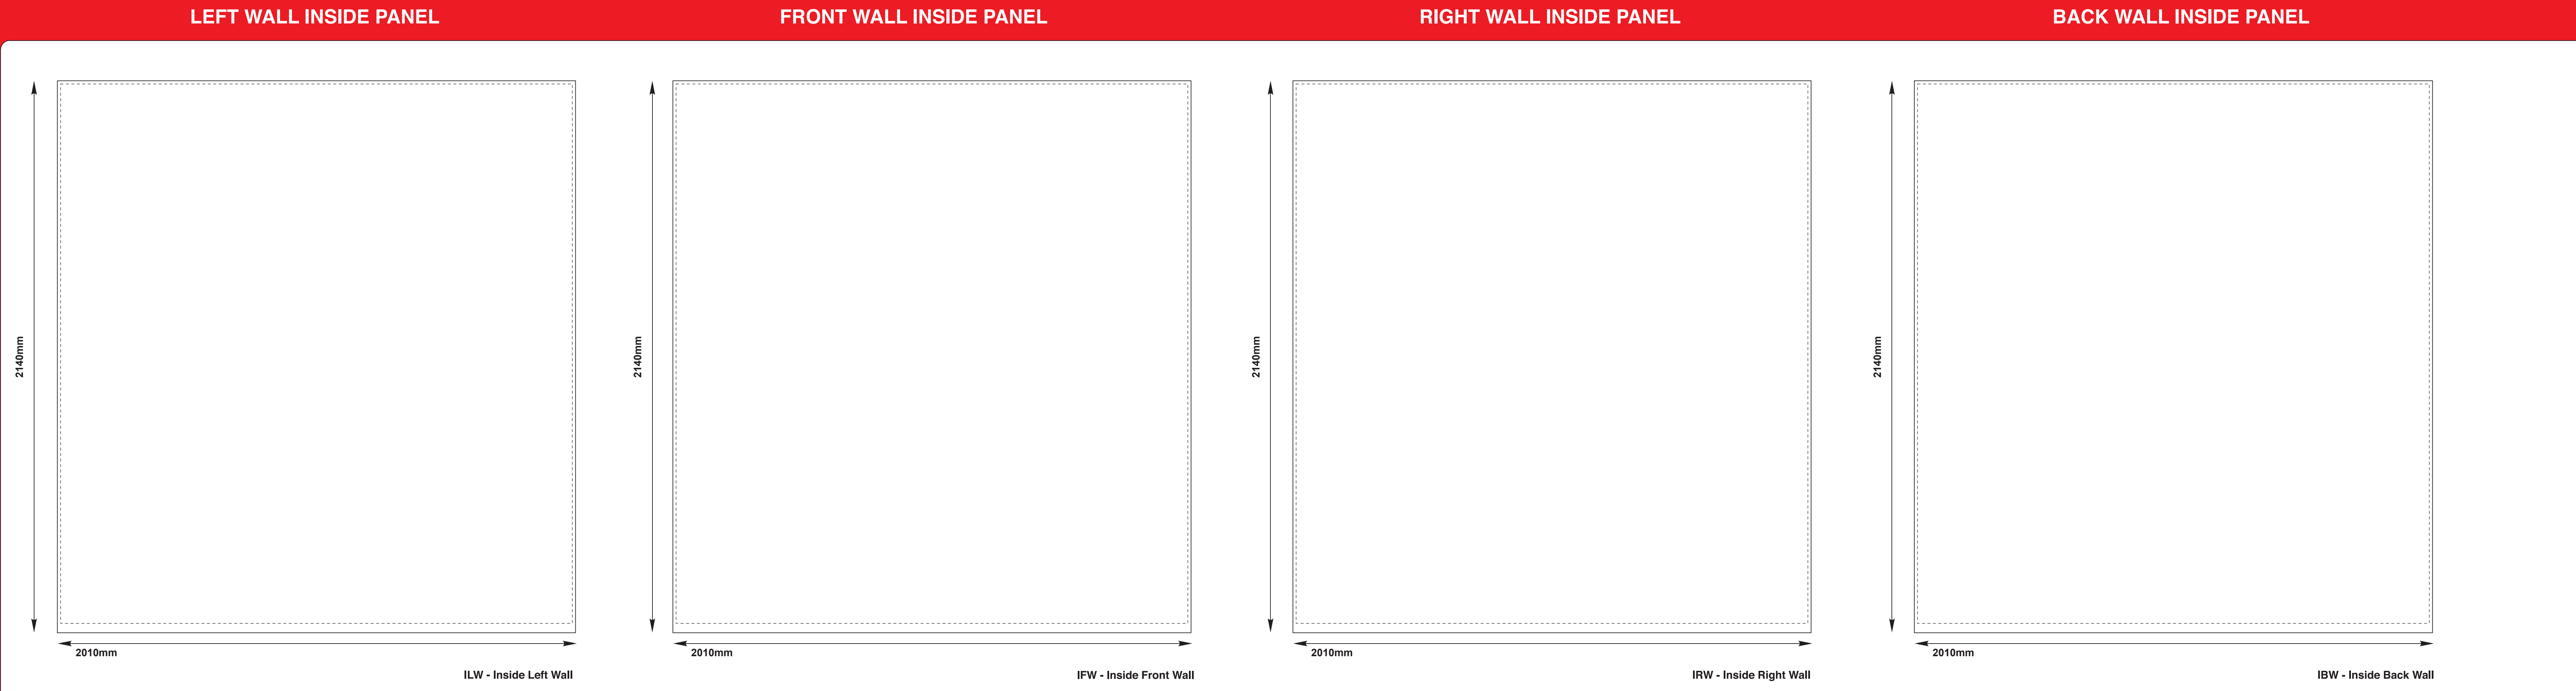 LEFT WALL INSIDE PANEL
FRONT WALL INSIDE PANEL
RIGHT WALL INSIDE PANEL
BACK WALL INSIDE PANEL
2140mm
2140mm
2140mm
2140mm
2010mm
2010mm
2010mm
2010mm
ILW - Inside Left Wall
IFW - Inside Front Wall
IRW - Inside Right Wall
IBW - Inside Back Wall